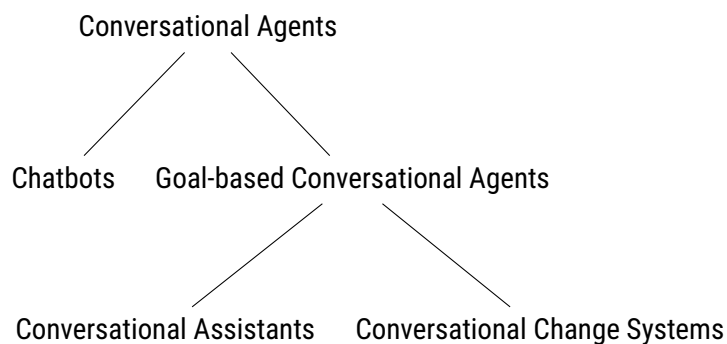 Conversational Agents
Chatbots
Goal-based Conversational Agents
Conversational Assistants
Conversational Change Systems